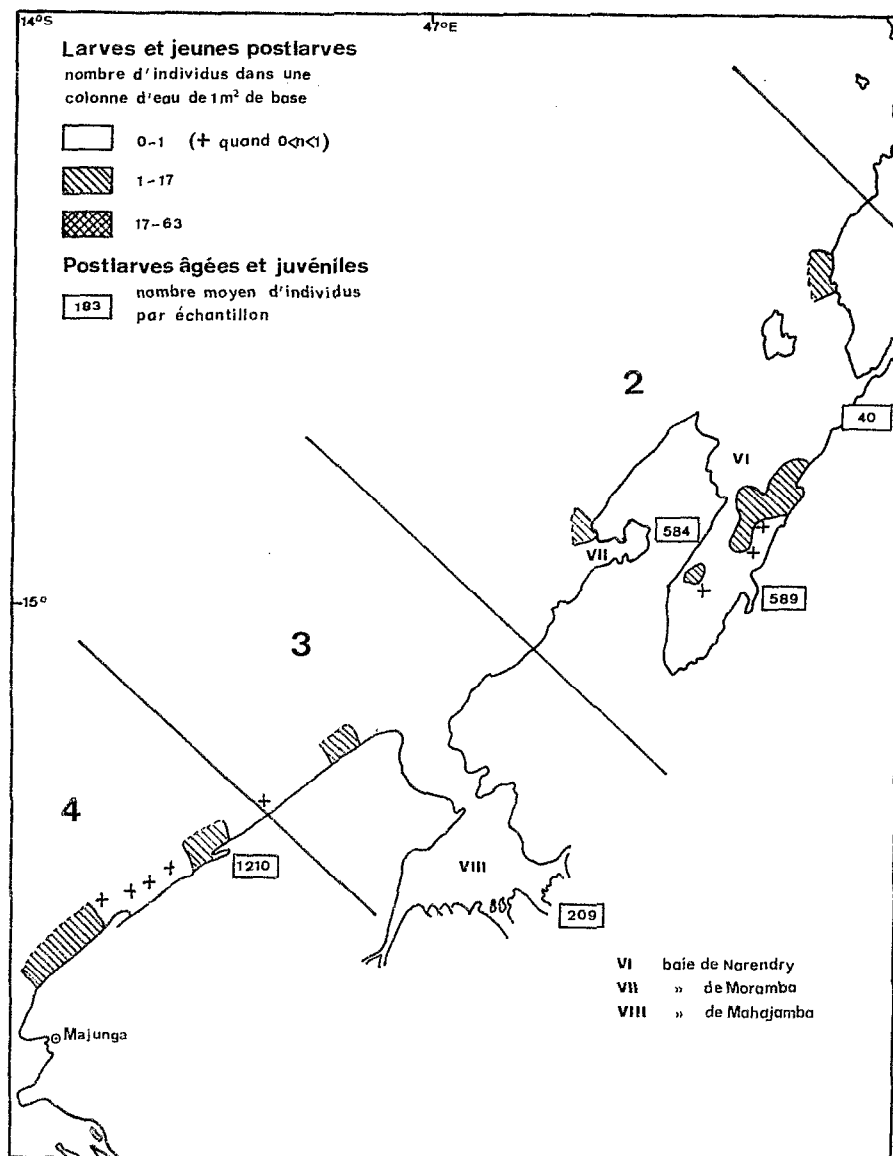 14°S
47°E
Larves et jeunes postlarves
nombre d'individus dans une
colonne d'eau de 1m² de base
0-1 (+ quand 0<n<1)
1-17
17-63
Postlarves âgées et juvéniles
183
nombre moyen d'individus
par échantillon
2
40
VI
584
VII
589
15°
3
4
1210
VIII
209
VI baie de Narendry
VII " de Moramba
VIII " de Mahajamba
Majunga